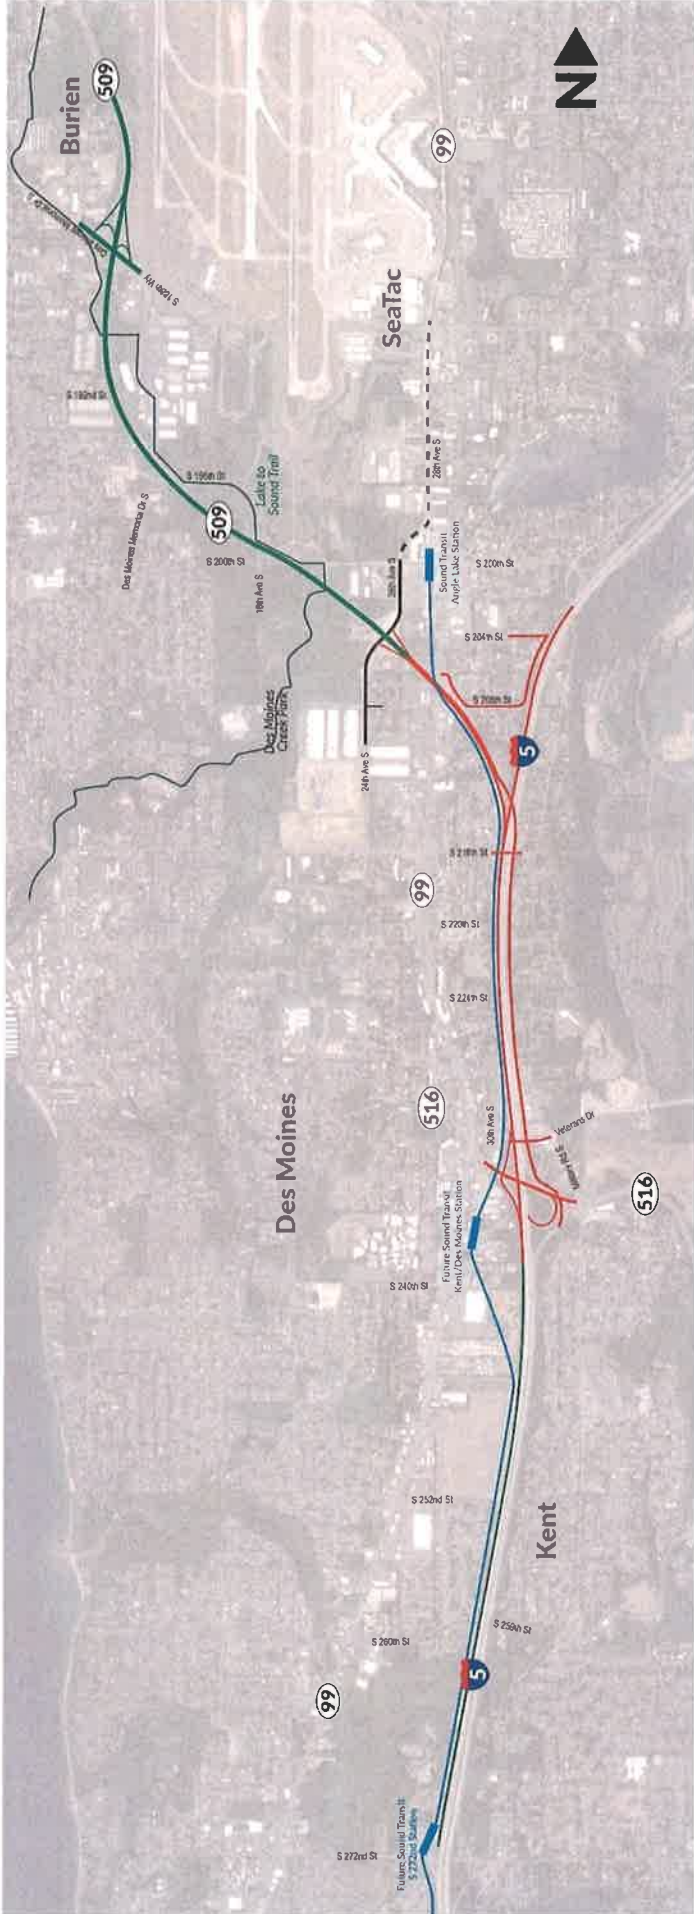 Burien
509
S 188th Wy
S 192nd St
Des Moines Memorial Dr S
S 196th St
Lake to
Sound Trail
509
S 200th St
18th Ave S
Des Moines
Creek Park
SeaTac
99
N
28th Ave S
28th Ave S
Sound Transit
Angle Lake Station
S 200th St
S 204th St
S 208th St
24th Ave S
5
S 216th St
99
S 220th St
S 224th St
Des Moines
516
30th Ave S
Veterans Dr
Military Rd S
516
Future Sound Transit
Kent/Des Moines Station
S 240th St
S 252nd St
Kent
S 259th St
S 260th St
99
5
Future Sound Transit
S 272nd Station
S 272nd St